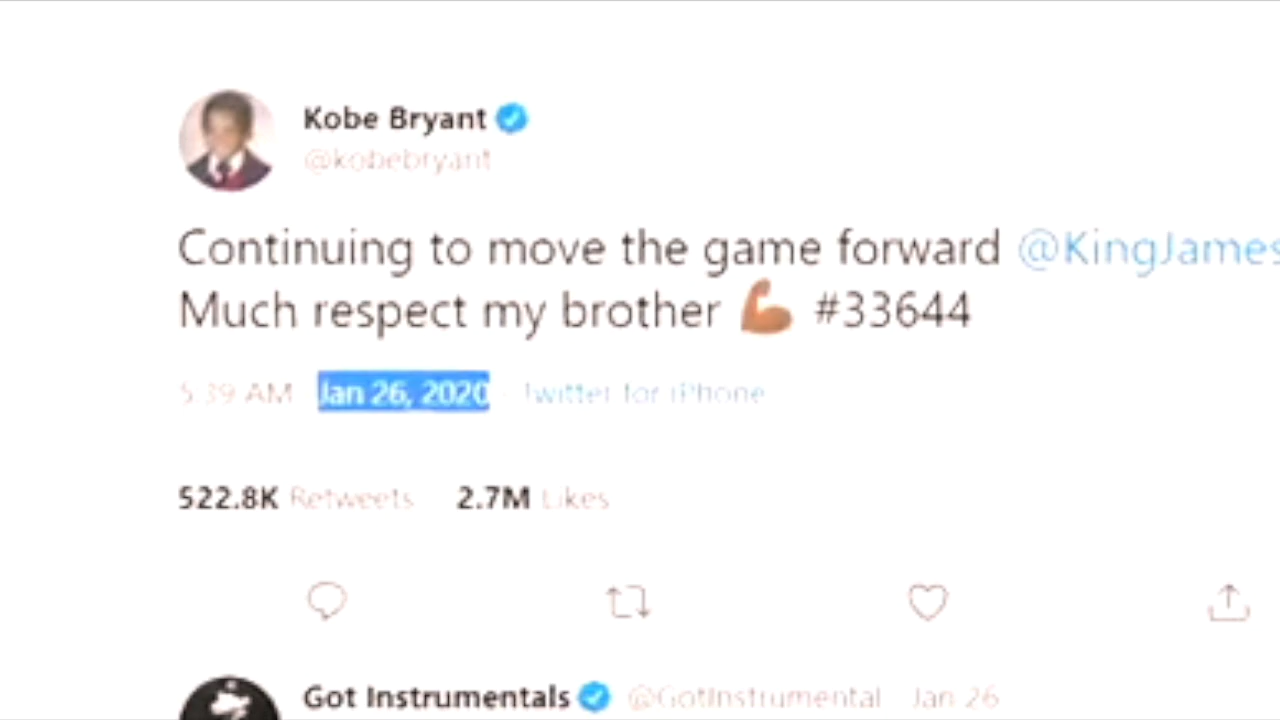 Kobe Bryant
@kobebryant
Continuing to move the game forward @KingJames
Much respect my brother 💪🏾 #33644
5:39 AM · Jan 26, 2020 · Twitter for iPhone
522.8K Retweets 2.7M Likes
Got Instrumentals @GotInstrumental · Jan 26